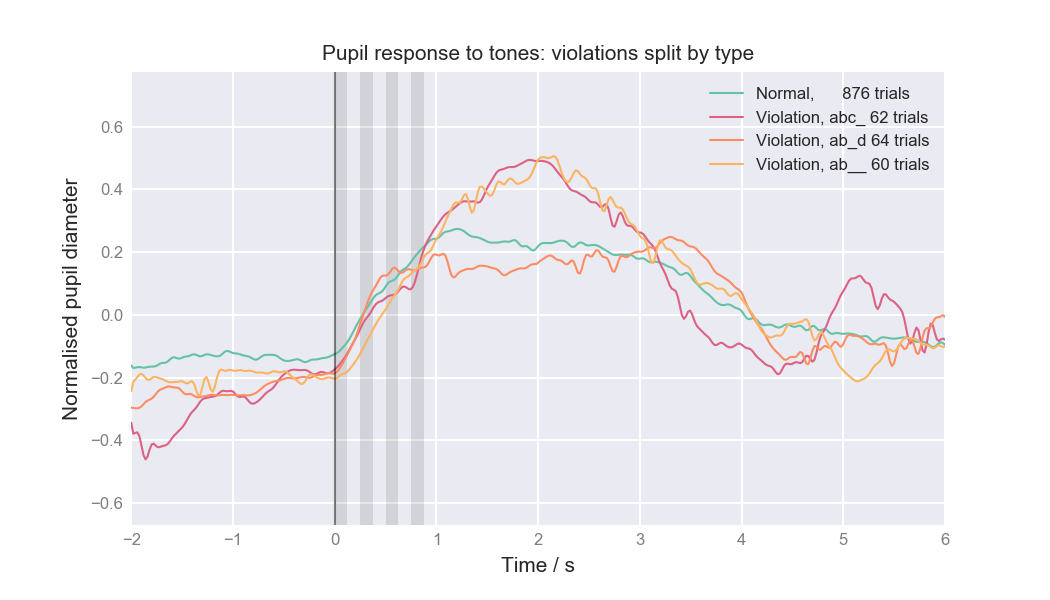 Pupil response to tones: violations split by type
Normal, 876 trials
Violation, abc_ 62 trials
Violation, ab_d 64 trials
Violation, ab__ 60 trials
Normalised pupil diameter
0.6
0.4
0.2
0.0
−0.2
−0.4
−0.6
−2 −1 0 1 2 3 4 5 6
Time / s